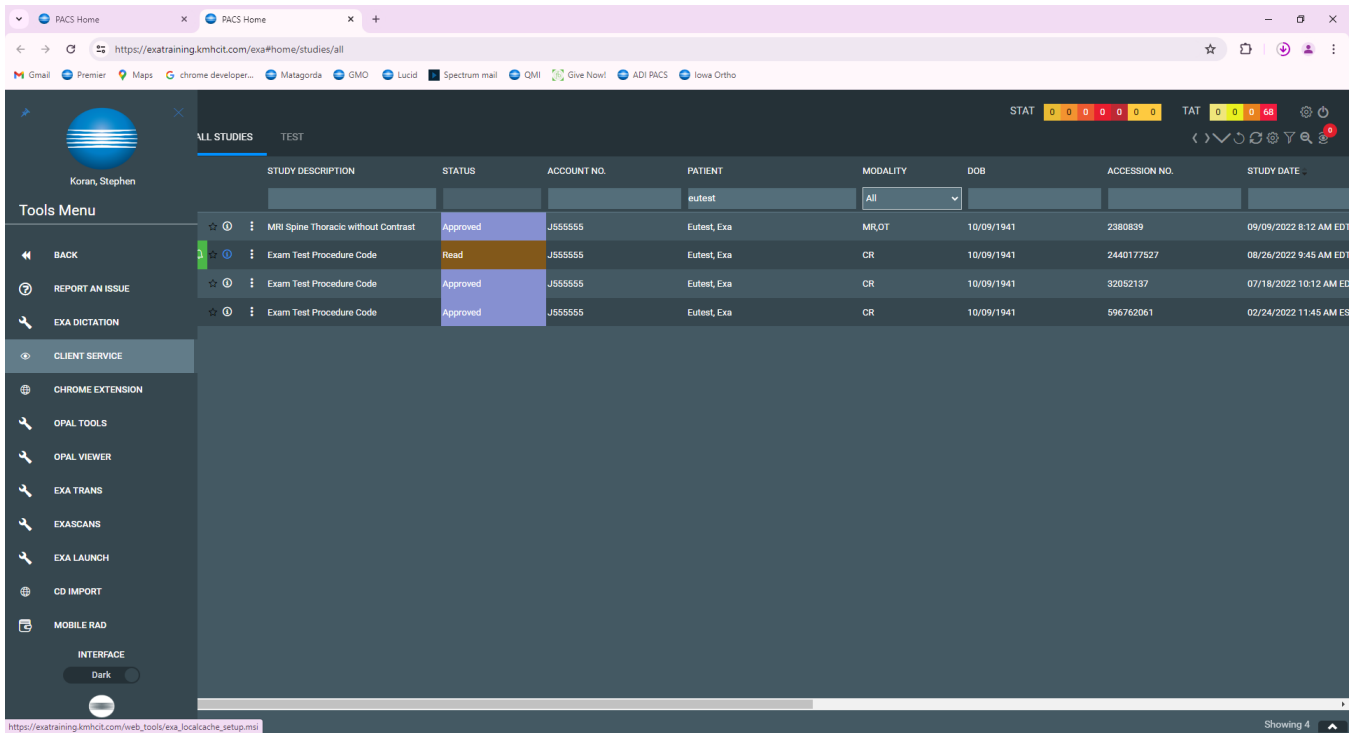 PACS Home
PACS Home
https://exatraining.kmhcit.com/exa#home/studies/all
Gmail Premier Maps chrome developer... Matagorda GMO Lucid Spectrum mail QMI Give Now! ADI PACS Iowa Ortho
STAT 0 0 0 0 0 0 0 TAT 0 0 0 68
ALL STUDIES TEST
0
Koran, Stephen
Tools Menu
BACK
REPORT AN ISSUE
EXA DICTATION
CLIENT SERVICE
CHROME EXTENSION
OPAL TOOLS
OPAL VIEWER
EXA TRANS
EXASCANS
EXA LAUNCH
CD IMPORT
MOBILE RAD
INTERFACE
Dark
STUDY DESCRIPTION STATUS ACCOUNT NO. PATIENT MODALITY DOB ACCESSION NO. STUDY DATE
eutest All
MRI Spine Thoracic without Contrast Approved J555555 Eutest, Exa MR,OT 10/09/1941 2380839 09/09/2022 8:12 AM EDT
Exam Test Procedure Code Read J555555 Eutest, Exa CR 10/09/1941 2440177527 08/26/2022 9:45 AM EDT
Exam Test Procedure Code Approved J555555 Eutest, Exa CR 10/09/1941 32052137 07/18/2022 10:12 AM ED
Exam Test Procedure Code Approved J555555 Eutest, Exa CR 10/09/1941 596762061 02/24/2022 11:45 AM ES
https://exatraining.kmhcit.com/web_tools/exa_localcache_setup.msi
Showing 4